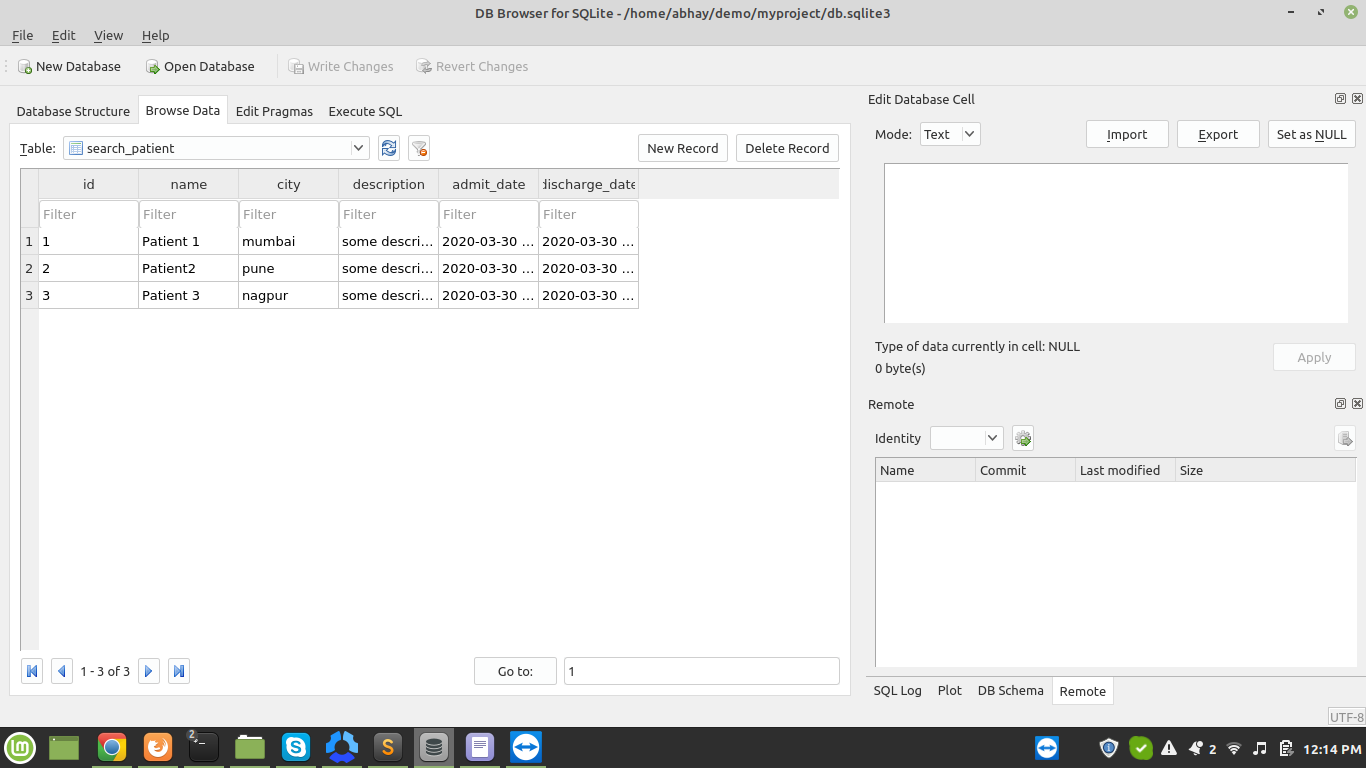 DB Browser for SQLite - /home/abhay/demo/myproject/db.sqlite3
File Edit View Help
New Database Open Database Write Changes Revert Changes
Database Structure Browse Data Edit Pragmas Execute SQL
Table: search_patient New Record Delete Record
id name city description admit_date discharge_date
Filter Filter Filter Filter Filter Filter
1 1 Patient 1 mumbai some descri... 2020-03-30 ... 2020-03-30 ...
2 2 Patient2 pune some descri... 2020-03-30 ... 2020-03-30 ...
3 3 Patient 3 nagpur some descri... 2020-03-30 ... 2020-03-30 ...
1 - 3 of 3 Go to: 1
Edit Database Cell
Mode: Text Import Export Set as NULL
Type of data currently in cell: NULL
0 byte(s)
Apply
Remote
Identity
Name Commit Last modified Size
SQL Log Plot DB Schema Remote
UTF-8
2
2 12:14 PM